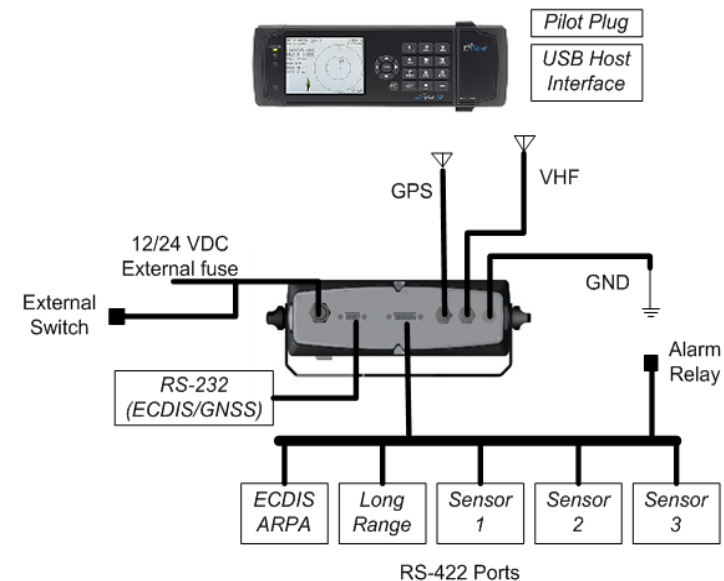 Pilot Plug
USB Host
Interface
GPS
VHF
12/24 VDC
External fuse
GND
External
Switch
Alarm
Relay
RS-232
(ECDIS/GNSS)
ECDIS
ARPA
Long
Range
Sensor
1
Sensor
2
Sensor
3
RS-422 Ports